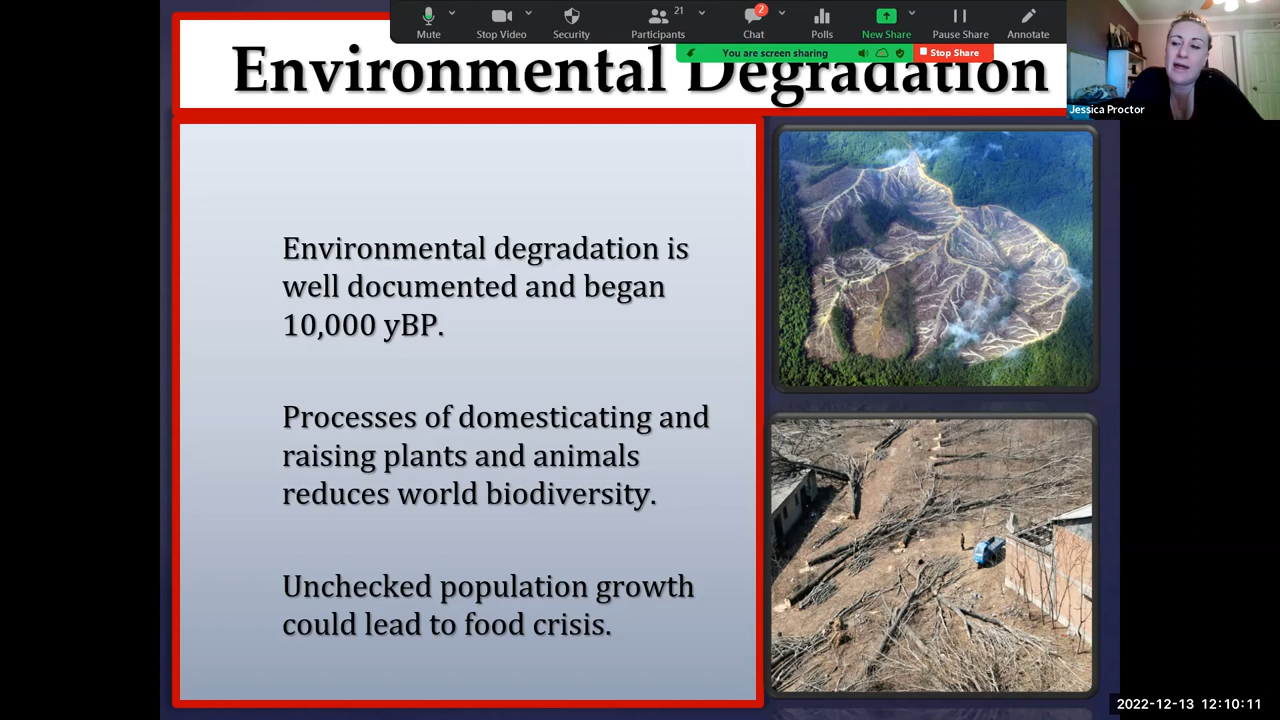 21
2
Mute
Stop Video
Security
Participants
Chat
Polls
New Share
Pause Share
Annotate
You are screen sharing
Stop Share
Environmental Degradation
Jessica Proctor
Environmental degradation is
well documented and began
10,000 yBP.
Processes of domesticating and
raising plants and animals
reduces world biodiversity.
Unchecked population growth
could lead to food crisis.
2022-12-13 12:10:11